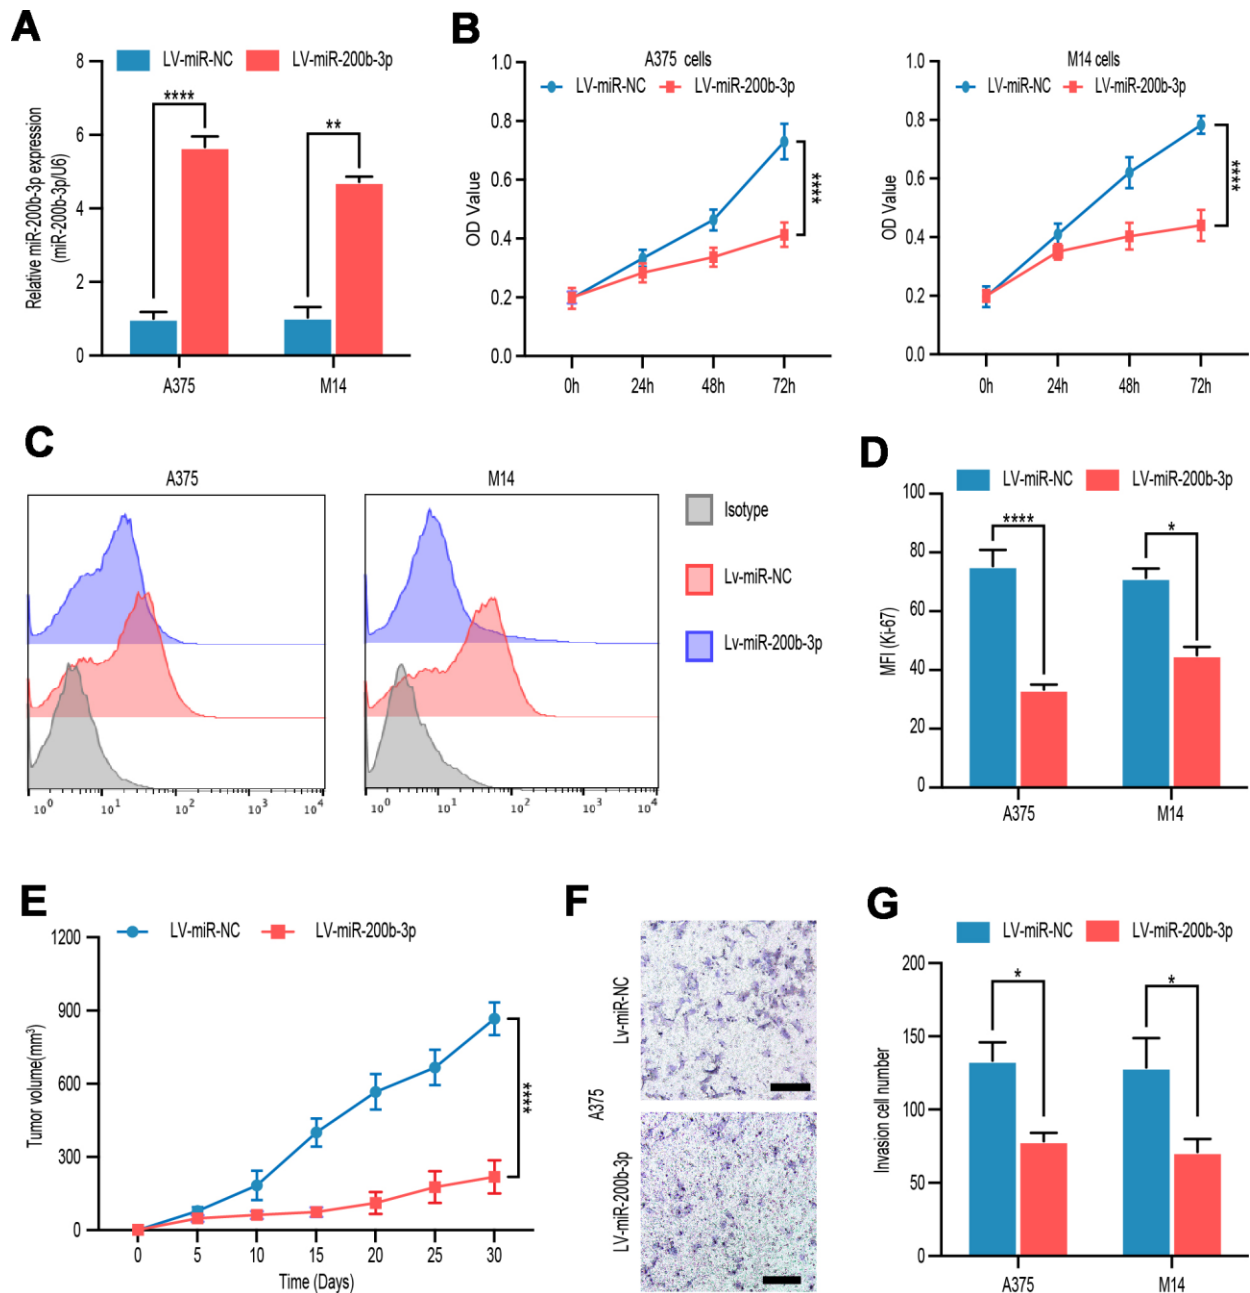 A
LV-miR-NC LV-miR-200b-3p
Relative miR-200b-3p expression
(miR-200b-3p/U6)
8
6
4
2
0
****
**
A375 M14
B
A375 cells
LV-miR-NC LV-miR-200b-3p
OD Value
1.0
0.8
0.6
0.4
0.2
0.0
****
0h 24h 48h 72h
M14 cells
LV-miR-NC LV-miR-200b-3p
OD Value
1.0
0.8
0.6
0.4
0.2
0.0
****
0h 24h 48h 72h
C
A375 M14
Isotype
Lv-miR-NC
Lv-miR-200b-3p
10^0 10^1 10^2 10^3 10^4
10^0 10^1 10^2 10^3 10^4
D
LV-miR-NC LV-miR-200b-3p
MFI (Ki-67)
100
80
60
40
20
0
****
*
A375 M14
E
LV-miR-NC LV-miR-200b-3p
Tumor volume(mm³)
1200
900
600
300
0
****
0 5 10 15 20 25 30
Time (Days)
F
A375
Lv-miR-NC
LV-miR-200b-3p
G
LV-miR-NC LV-miR-200b-3p
Invasion cell number
200
150
100
50
0
*
*
A375 M14